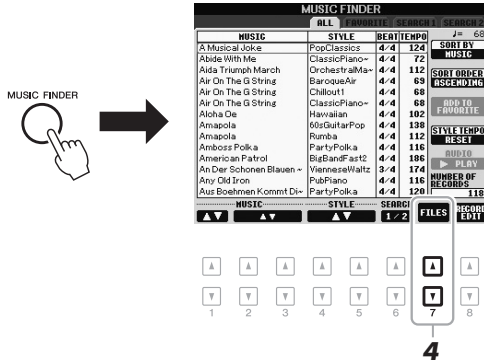 MUSIC FINDER
MUSIC FINDER
ALL FAVORITE SEARCH 1 SEARCH 2
MUSIC STYLE BEAT TEMPO
A Musical Joke PopClassics 4/4 124
Abide With Me ClassicPiano~ 4/4 72
Aida Triumph March OrchestralMa~ 4/4 112
Air On The G String BaroqueAir 4/4 69
Air On The G String Chillout1 4/4 68
Air On The G String ClassicPiano~ 4/4 68
Aloha Oe Hawaiian 4/4 102
Amapola 60sGuitarPop 4/4 138
Amapola Rumba 4/4 112
Amboss Polka PartyPolka 4/4 116
American Patrol BigBandFast2 4/4 186
An Der Schonen Blauen ~ VienneseWaltz 3/4 174
Any Old Iron PubPiano 4/4 116
Aus Boehmen Kommt Di~ PartyPolka 4/4 120
♩= 68
SORT BY
MUSIC
SORT ORDER
ASCENDING
ADD TO
FAVORITE
STYLE TEMPO
RESET
AUDIO
▶ PLAY
NUMBER OF
RECORDS
118
MUSIC STYLE
▲▼ ▲▼ ▲▼ 1/2 FILES RECORD
EDIT
1 2 3 4 5 6 7 8
4